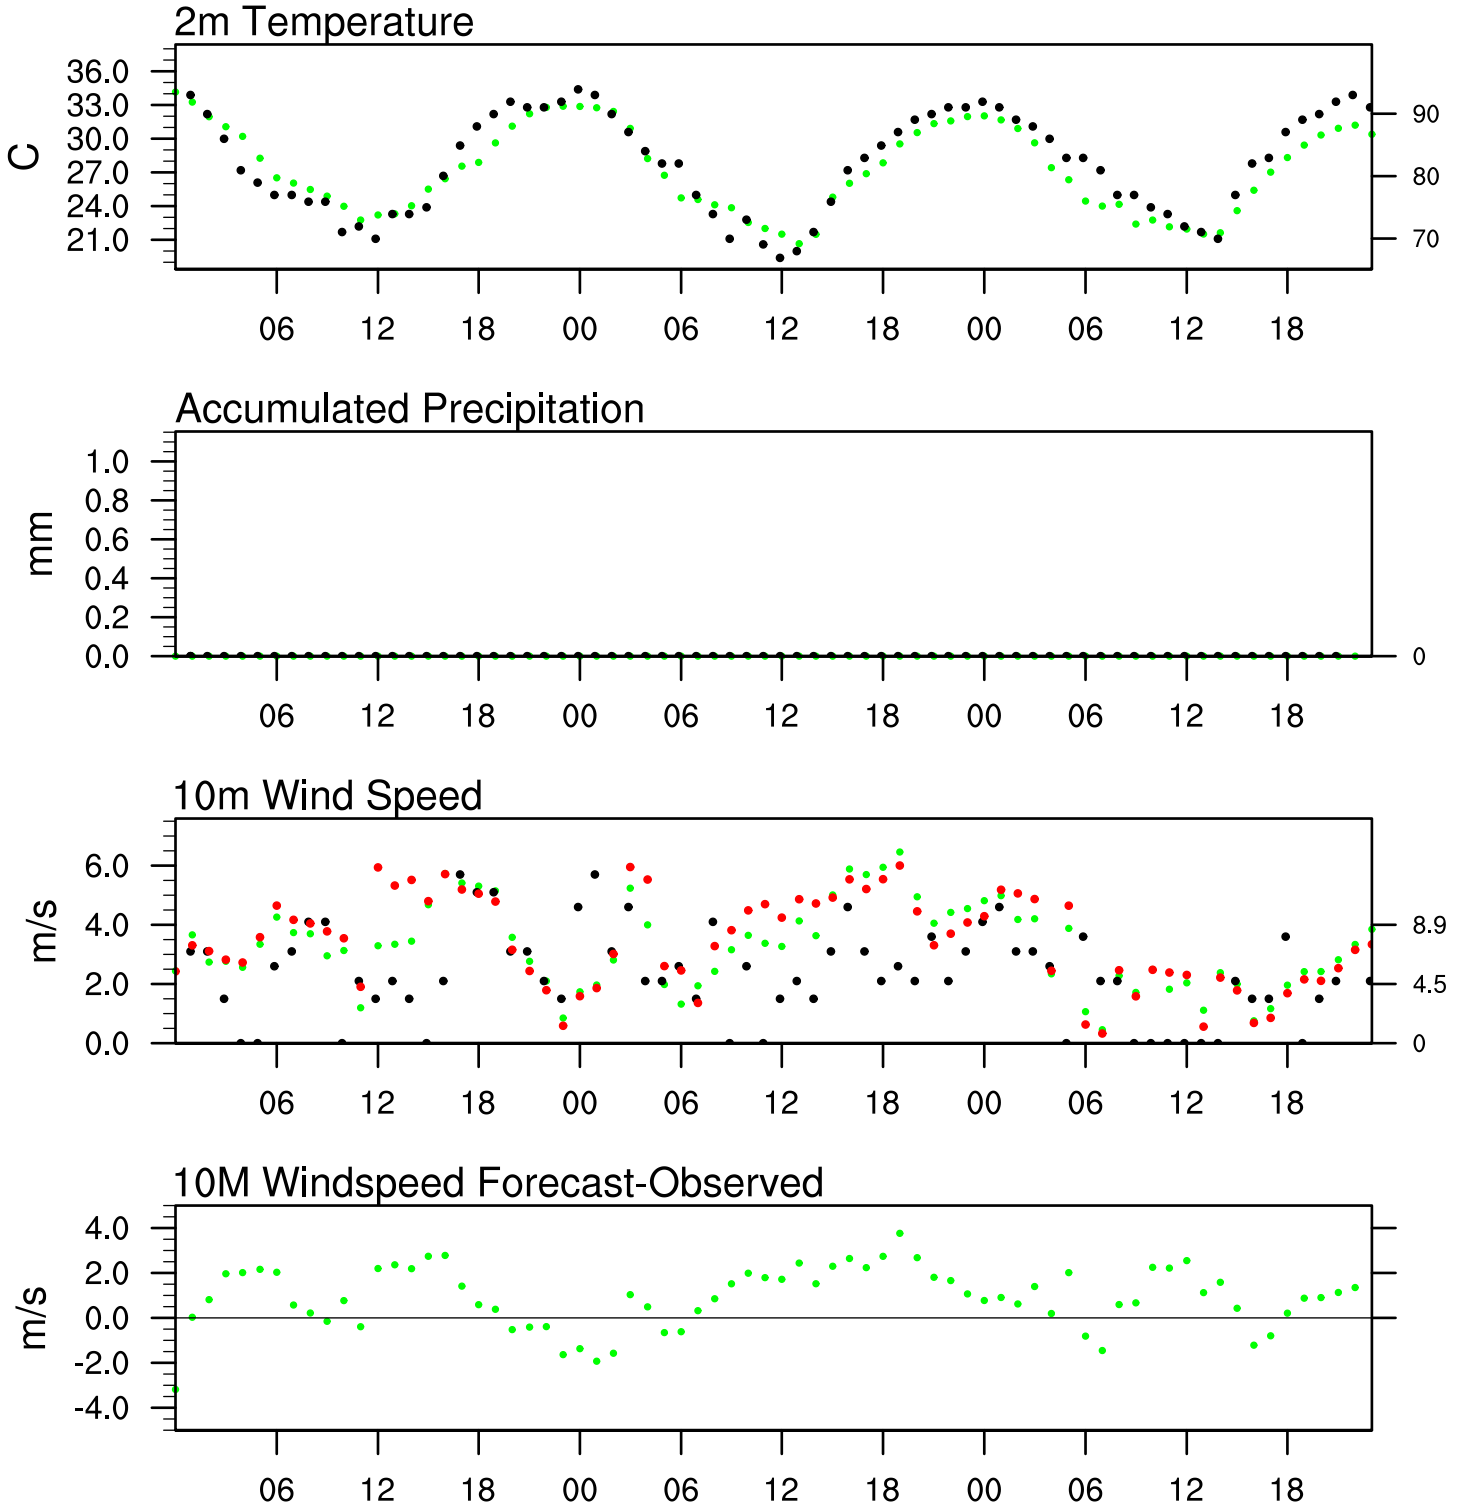 2m Temperature
36.0
33.0
30.0
27.0
24.0
21.0
C
90
80
70
06 12 18 00 06 12 18 00 06 12 18
Accumulated Precipitation
1.0
0.8
0.6
0.4
0.2
0.0
mm
0
06 12 18 00 06 12 18 00 06 12 18
10m Wind Speed
6.0
4.0
2.0
0.0
m/s
8.9
4.5
0
06 12 18 00 06 12 18 00 06 12 18
10M Windspeed Forecast-Observed
4.0
2.0
0.0
-2.0
-4.0
m/s
06 12 18 00 06 12 18 00 06 12 18